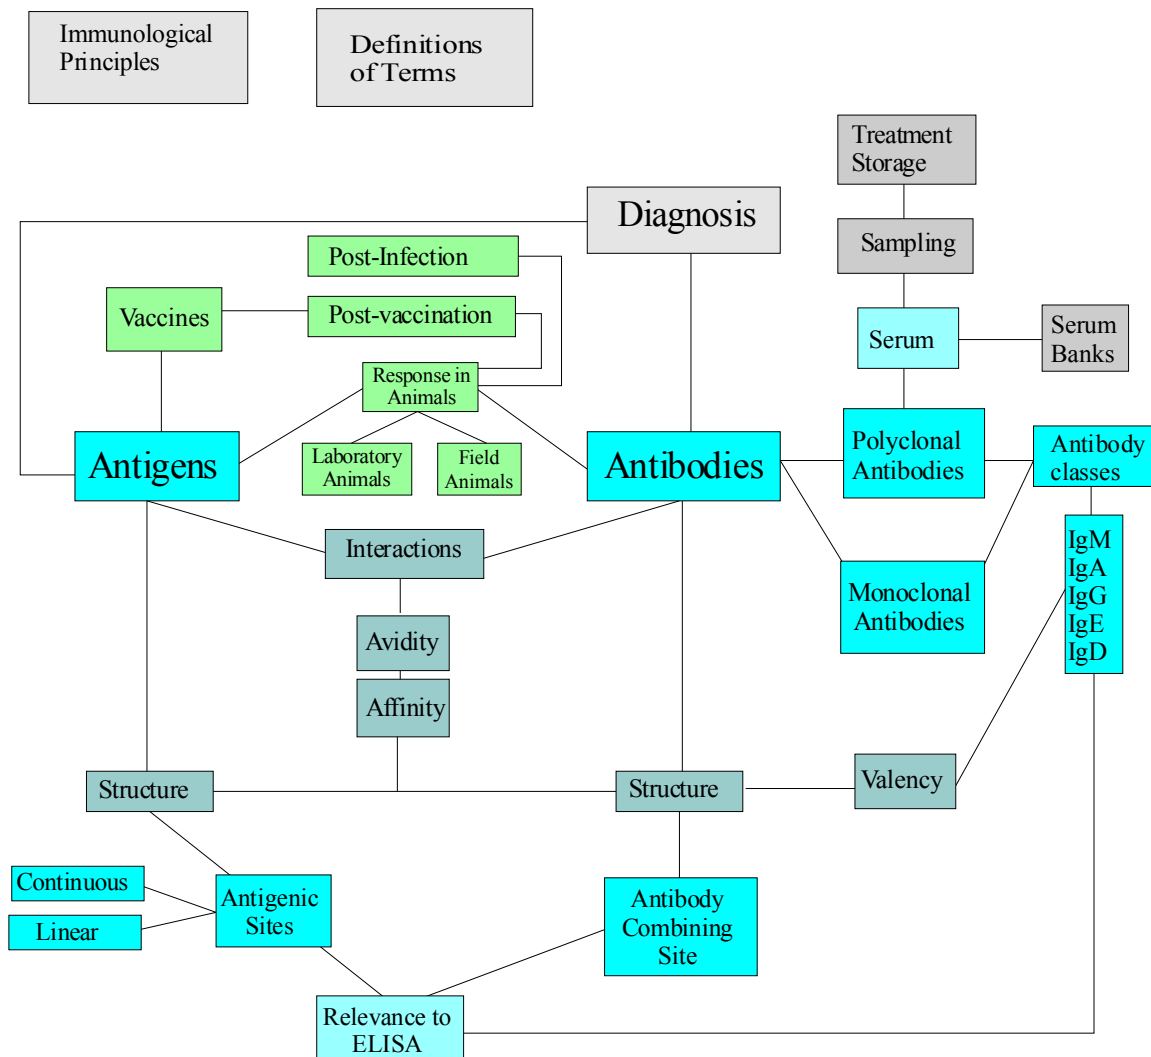 Immunological
Principles
Definitions
of Terms
Treatment
Storage
Diagnosis
Sampling
Post-Infection
Vaccines
Post-vaccination
Serum
Serum
Banks
Response in
Animals
Antigens
Laboratory
Animals
Field
Animals
Antibodies
Polyclonal
Antibodies
Antibody
classes
Interactions
IgM
IgA
IgG
IgE
IgD
Monoclonal
Antibodies
Avidity
Affinity
Structure
Structure
Valency
Continuous
Linear
Antigenic
Sites
Antibody
Combining
Site
Relevance to
ELISA